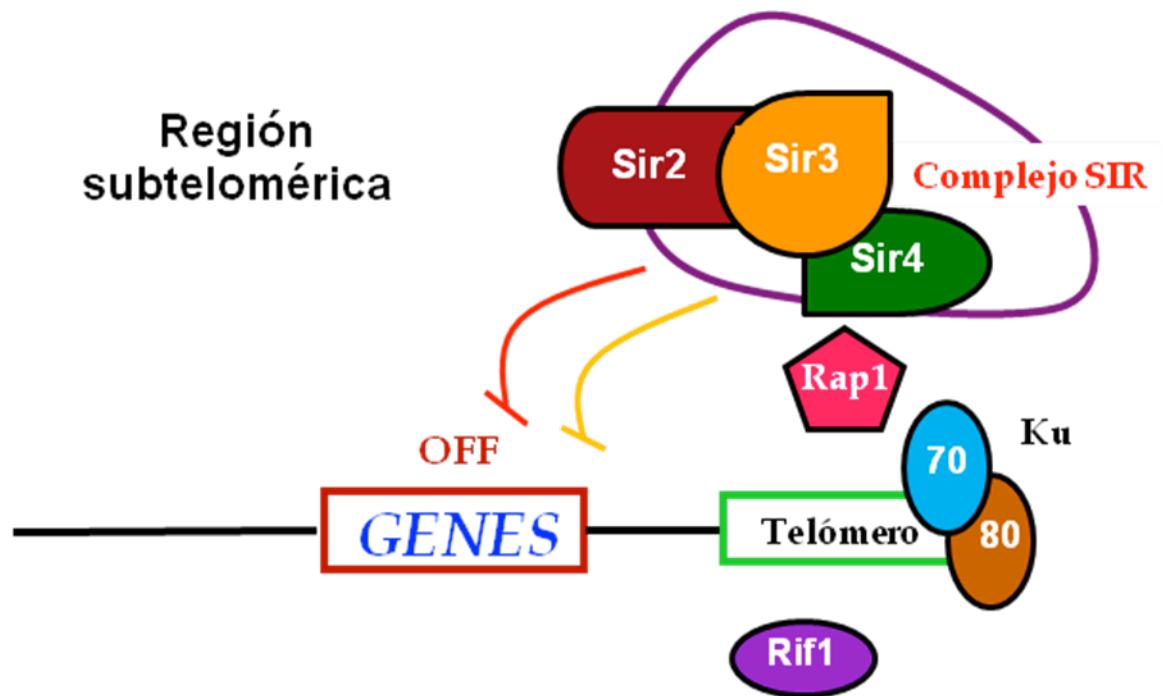 Región
subtelomérica
Sir2
Sir3
Complejo SIR
Sir4
Rap1
Ku
70
OFF
GENES
Telómero
80
Rif1